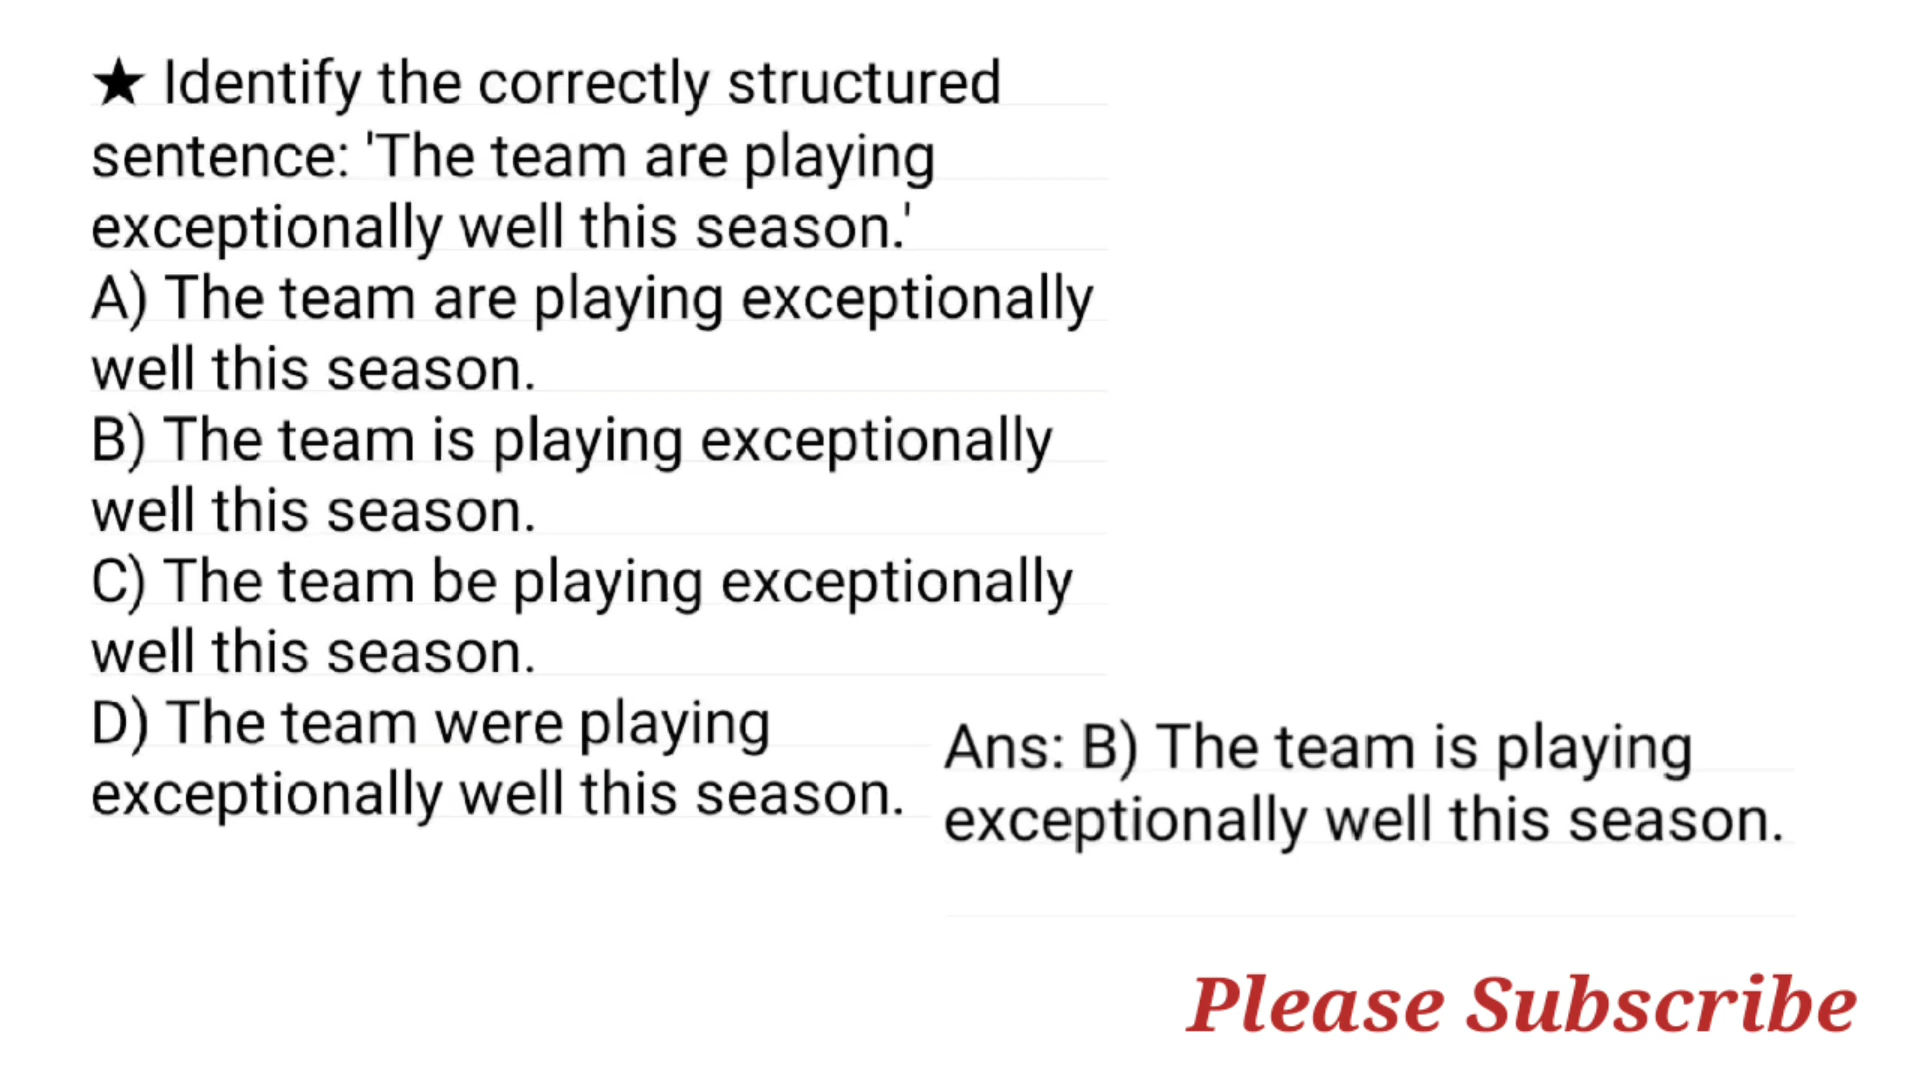 ★ Identify the correctly structured
sentence: 'The team are playing
exceptionally well this season.'
A) The team are playing exceptionally
well this season.
B) The team is playing exceptionally
well this season.
C) The team be playing exceptionally
well this season.
D) The team were playing
exceptionally well this season.
Ans: B) The team is playing
exceptionally well this season.
Please Subscribe